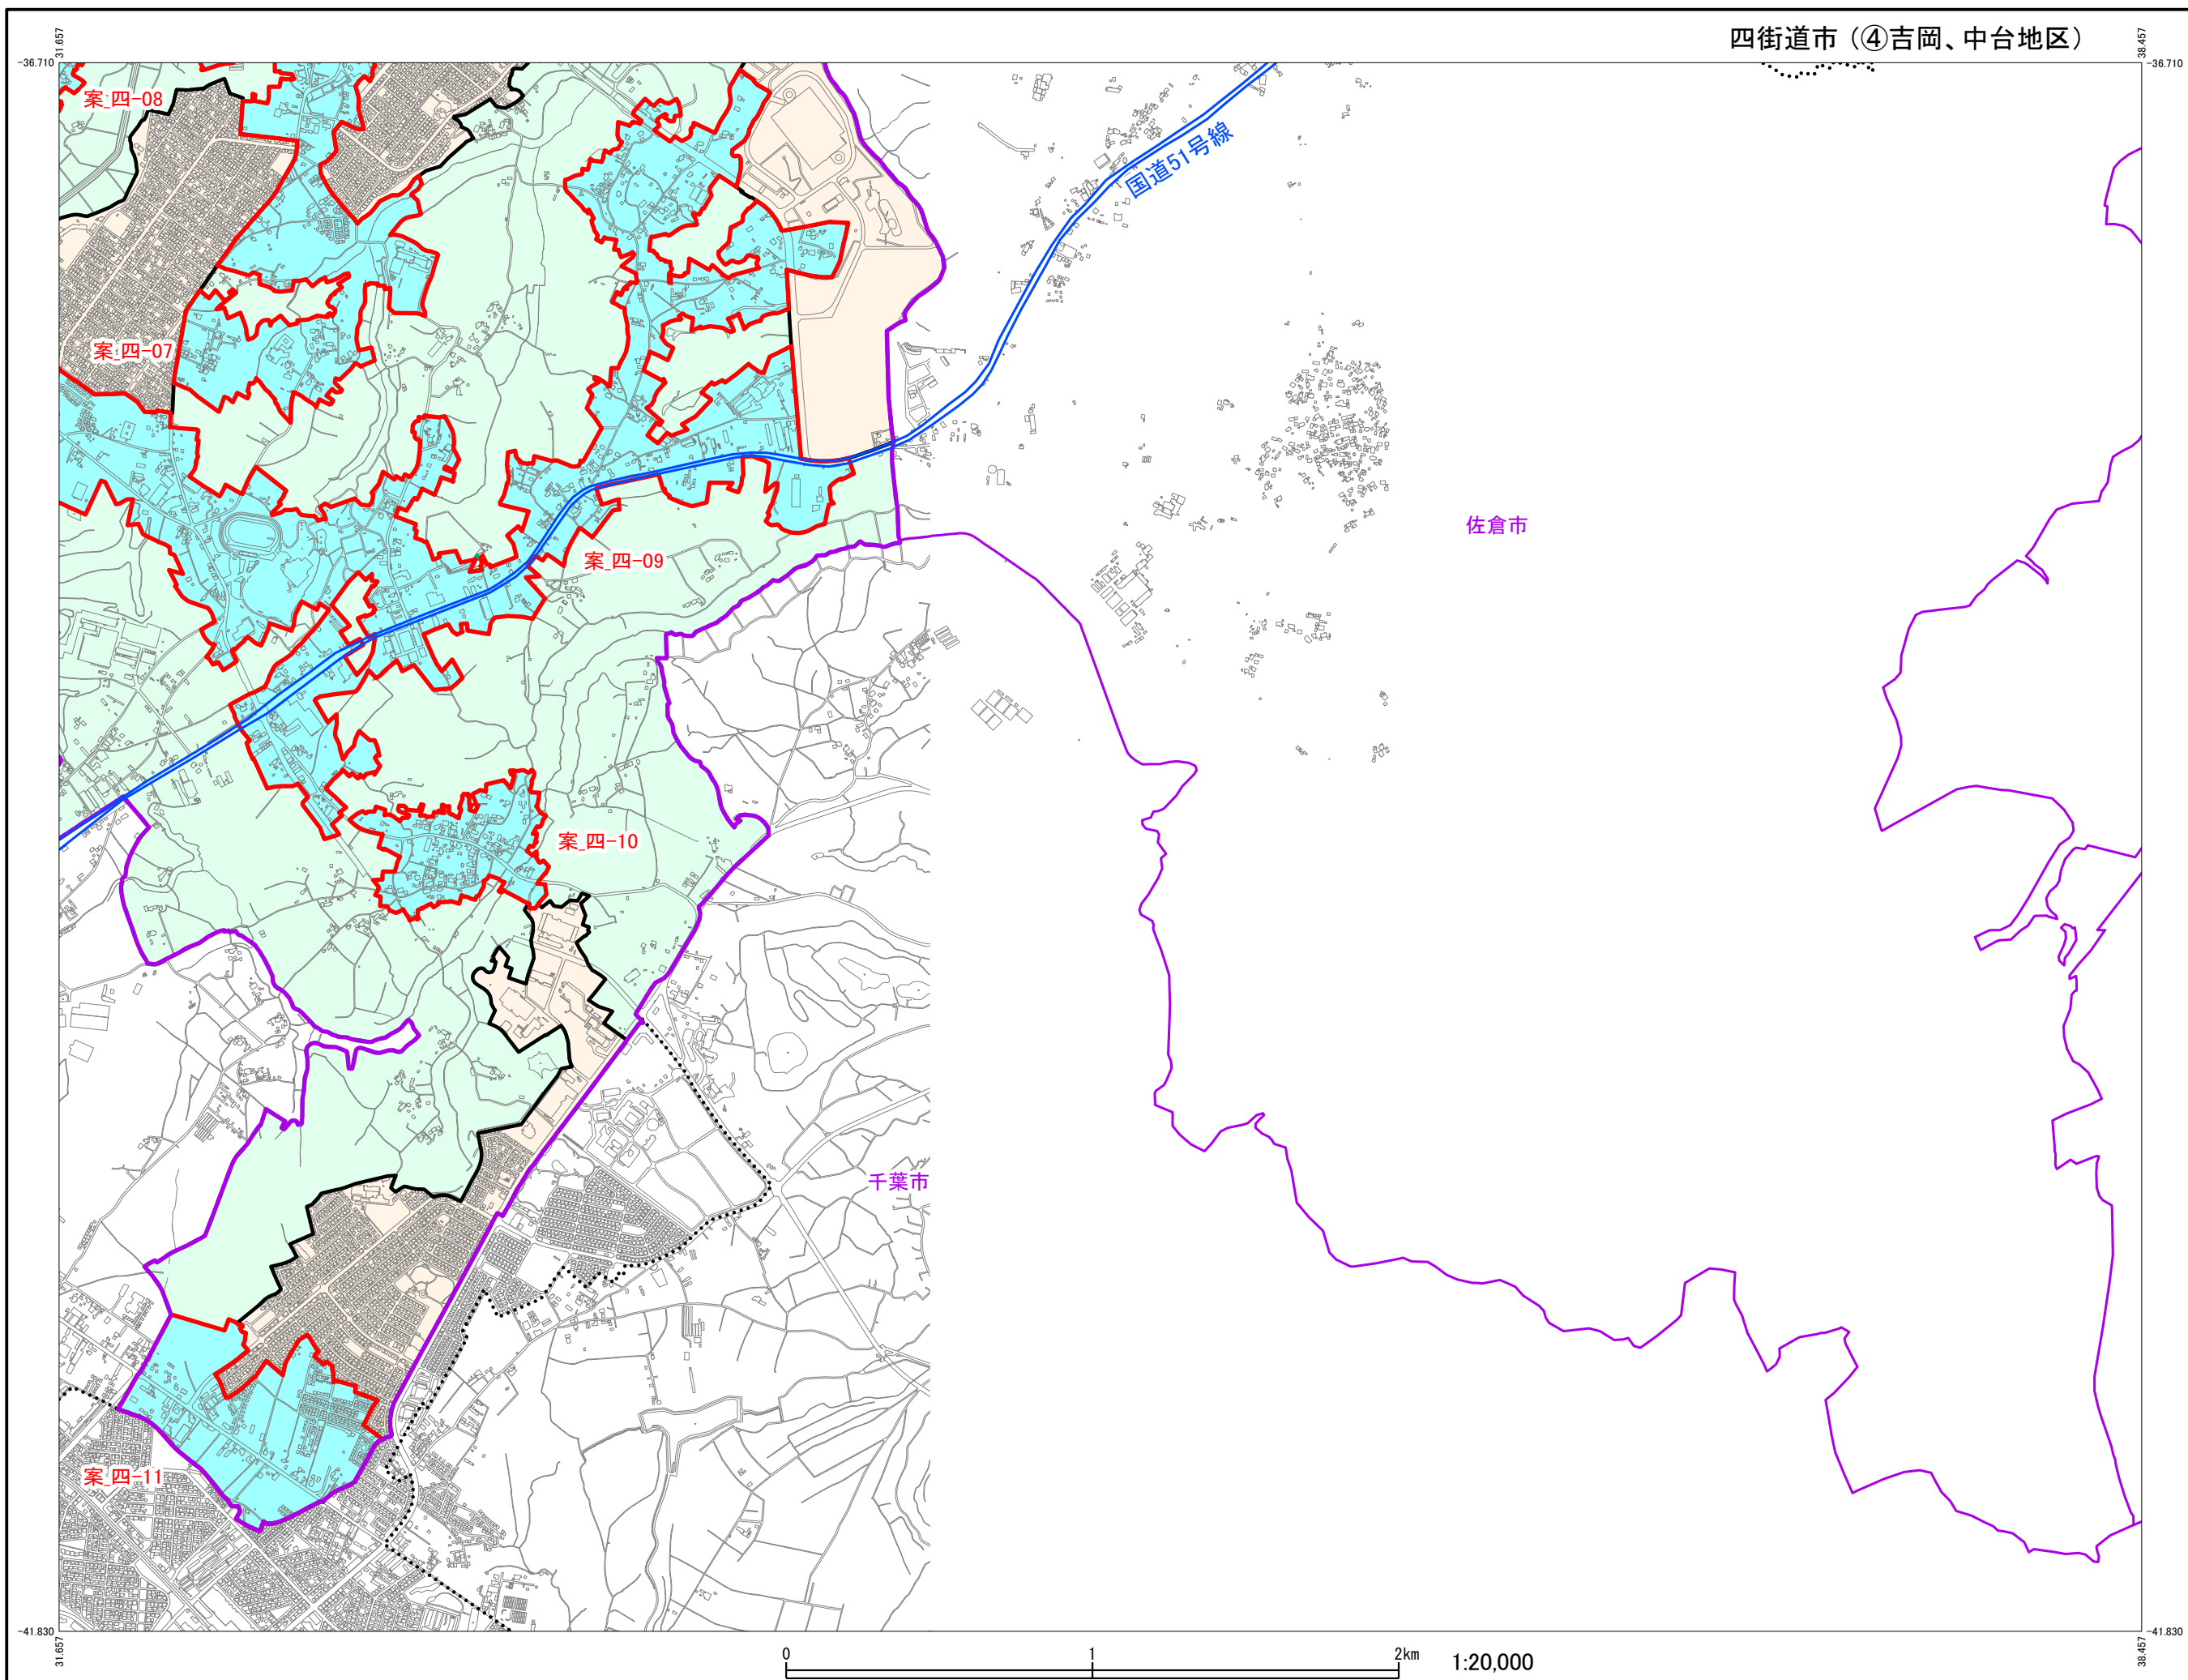 四街道市（④吉岡、中台地区）
31.657
38.457
-36.710
-36.710
案_四-08
国道51号線
案_四-07
佐倉市
案_四-09
案_四-10
千葉市
案_四-11
-41.830
-41.830
31.657
38.457
0 1 2km 1:20,000